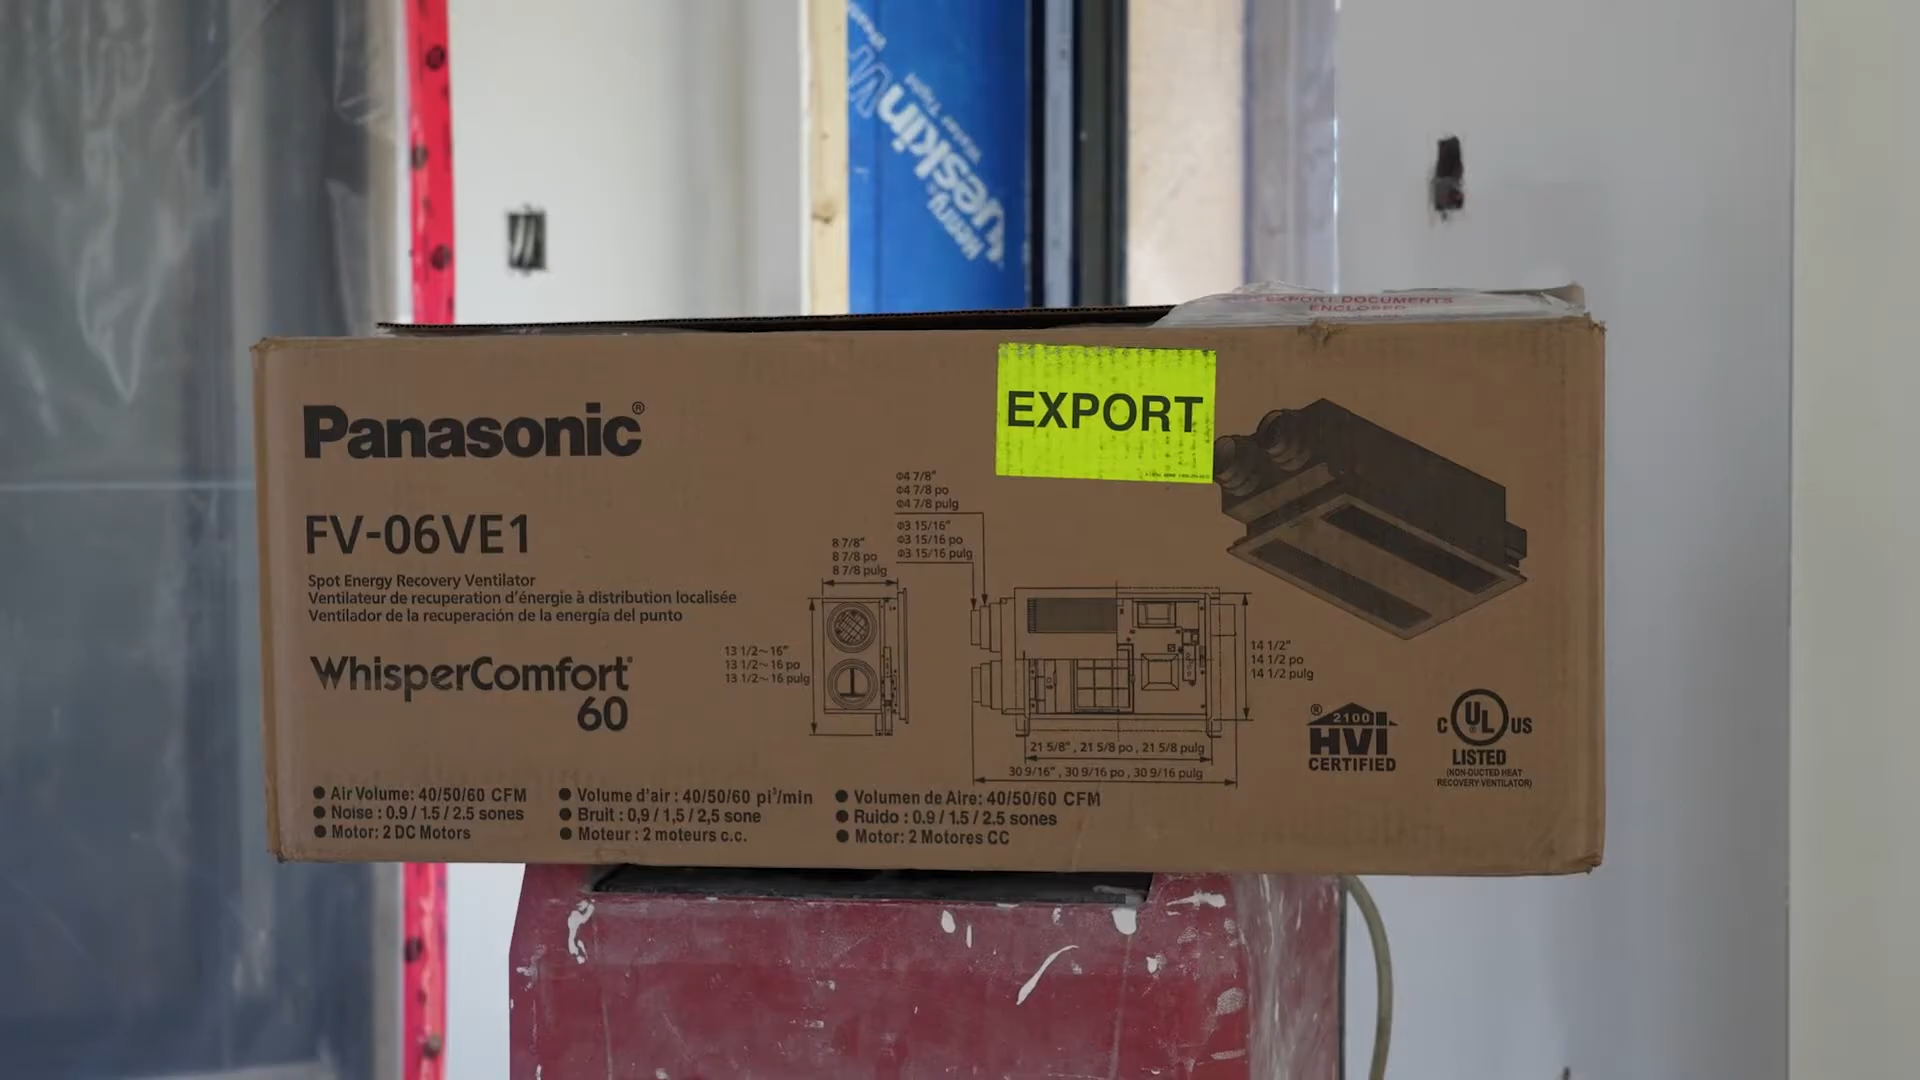 Henry
Water Tight
EXPORT DOCUMENTS
ENCLOSED
EXPORT
Panasonic®
FV-06VE1
Spot Energy Recovery Ventilator
Ventilateur de recuperation d'énergie à distribution localisée
Ventilador de la recuperación de la energía del punto
WhisperComfort®
60
Φ4 7/8"
Φ4 7/8 po
Φ4 7/8 pulg
Φ3 15/16"
Φ3 15/16 po
Φ3 15/16 pulg
8 7/8"
8 7/8 po
8 7/8 pulg
13 1/2~16"
13 1/2~16 po
13 1/2~16 pulg
14 1/2"
14 1/2 po
14 1/2 pulg
21 5/8" , 21 5/8 po , 21 5/8 pulg
30 9/16" , 30 9/16 po , 30 9/16 pulg
® 2100
HVI
CERTIFIED
C UL® US
LISTED
(NON-DUCTED HEAT
RECOVERY VENTILATOR)
● Air Volume: 40/50/60 CFM
● Noise : 0.9 / 1.5 / 2.5 sones
● Motor: 2 DC Motors
● Volume d'air : 40/50/60 pi³/min
● Bruit : 0,9 / 1,5 / 2,5 sone
● Moteur : 2 moteurs c.c.
● Volumen de Aire: 40/50/60 CFM
● Ruido : 0.9 / 1.5 / 2.5 sones
● Motor: 2 Motores CC